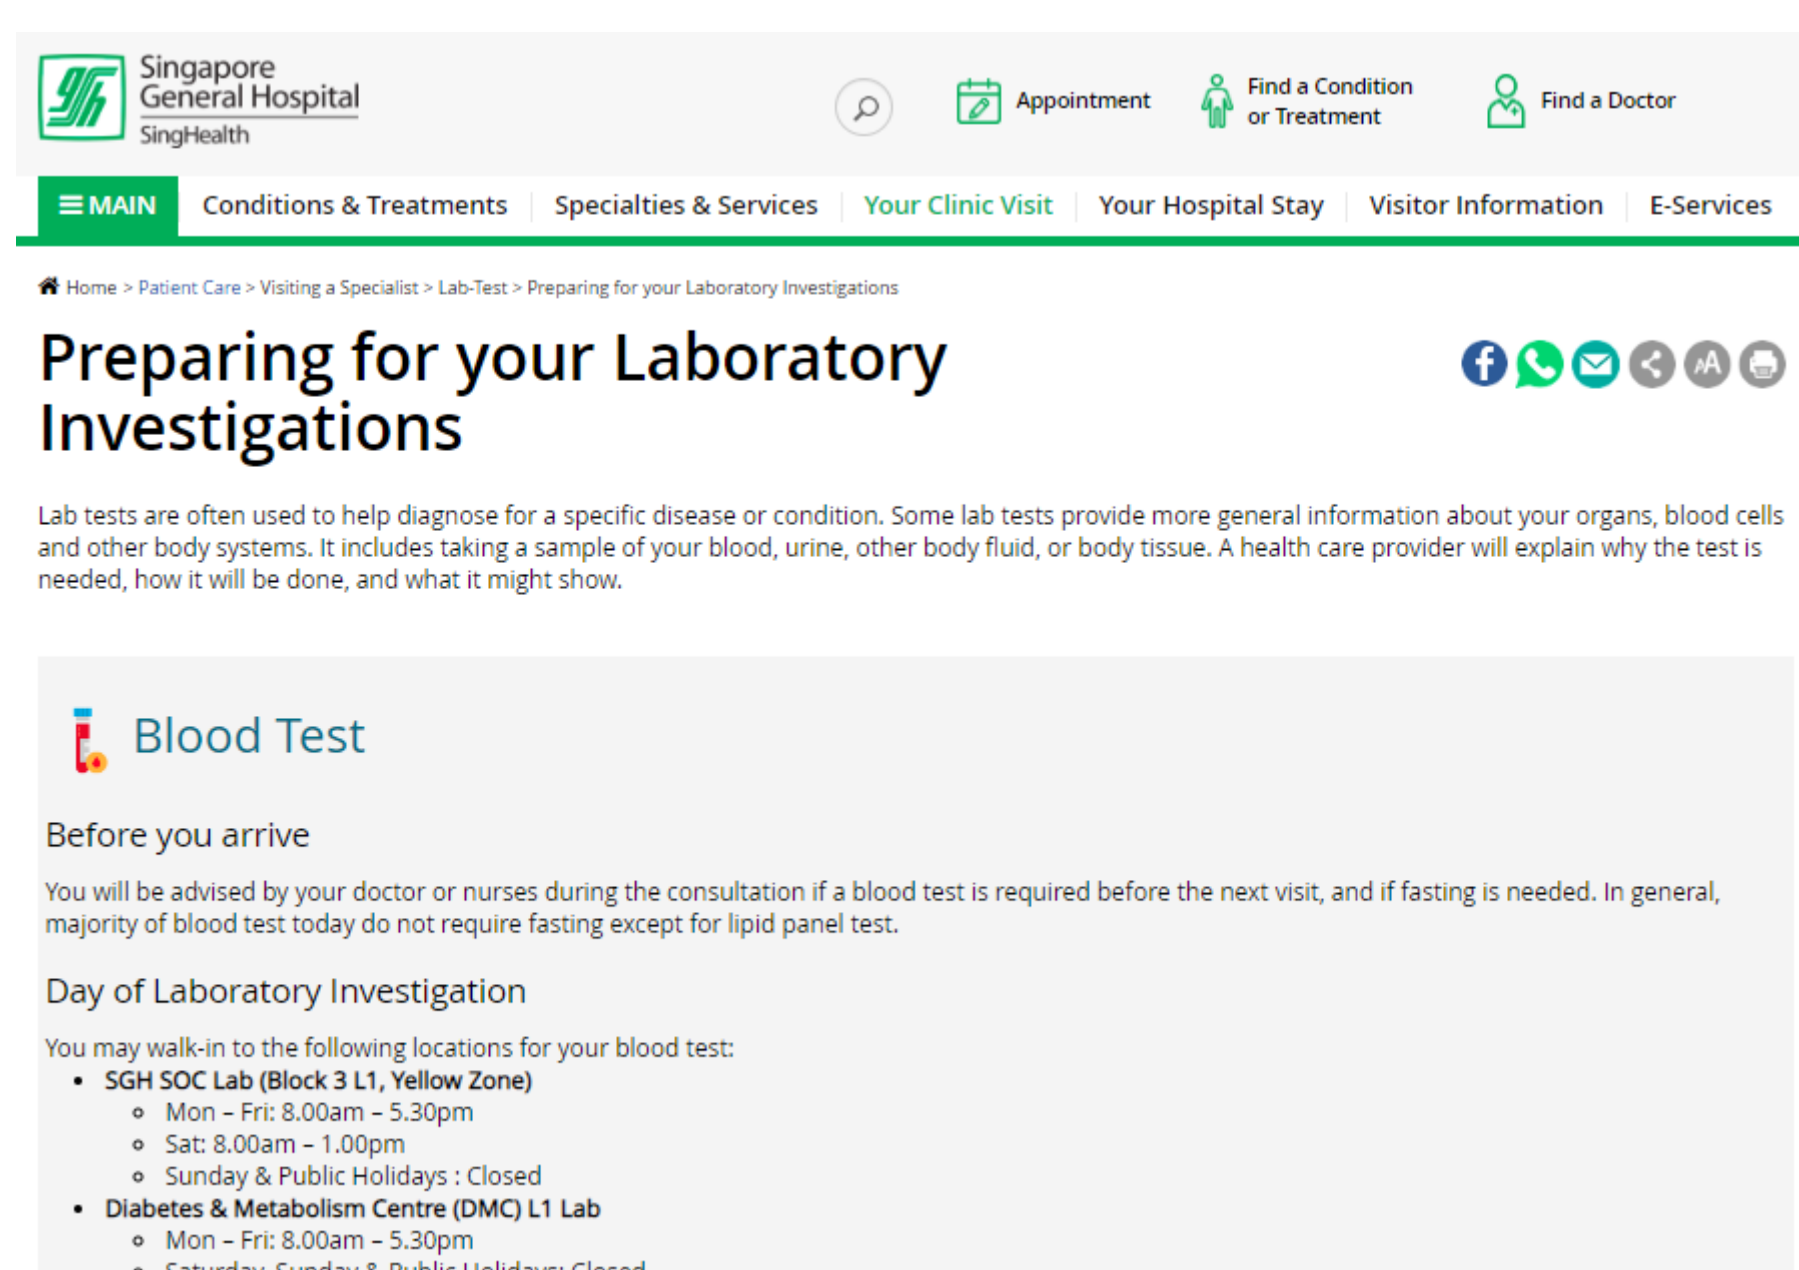 Singapore
General Hospital
SingHealth
Appointment
Find a Condition
or Treatment
Find a Doctor
MAIN
Conditions & Treatments
Specialties & Services
Your Clinic Visit
Your Hospital Stay
Visitor Information
E-Services
Home > Patient Care > Visiting a Specialist > Lab-Test > Preparing for your Laboratory Investigations
Preparing for your Laboratory
Investigations
Lab tests are often used to help diagnose for a specific disease or condition. Some lab tests provide more general information about your organs, blood cells
and other body systems. It includes taking a sample of your blood, urine, other body fluid, or body tissue. A health care provider will explain why the test is
needed, how it will be done, and what it might show.
Blood Test
Before you arrive
You will be advised by your doctor or nurses during the consultation if a blood test is required before the next visit, and if fasting is needed. In general,
majority of blood test today do not require fasting except for lipid panel test.
Day of Laboratory Investigation
You may walk-in to the following locations for your blood test:
• SGH SOC Lab (Block 3 L1, Yellow Zone)
Mon – Fri: 8.00am – 5.30pm
Sat: 8.00am – 1.00pm
Sunday & Public Holidays : Closed
• Diabetes & Metabolism Centre (DMC) L1 Lab
Mon – Fri: 8.00am – 5.30pm
Saturday, Sunday & Public Holidays: Closed